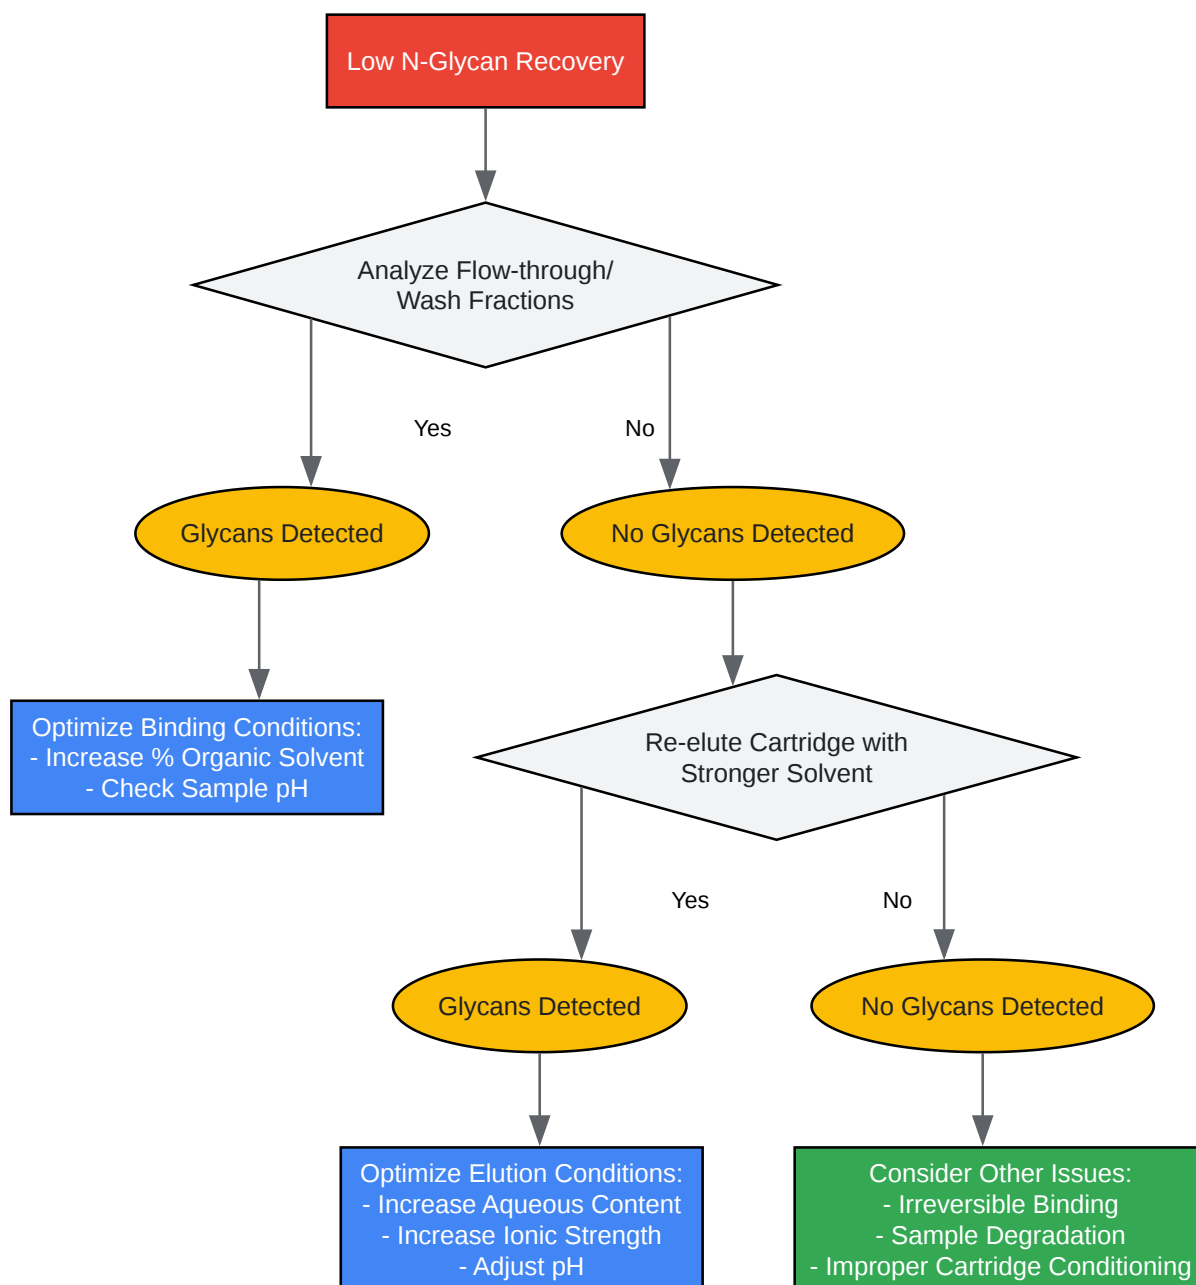 Low N-Glycan Recovery
Analyze Flow-through/
Wash Fractions
Yes
No
Glycans Detected
No Glycans Detected
Optimize Binding Conditions:
- Increase % Organic Solvent
- Check Sample pH
Re-elute Cartridge with
Stronger Solvent
Yes
No
Glycans Detected
No Glycans Detected
Optimize Elution Conditions:
- Increase Aqueous Content
- Increase Ionic Strength
- Adjust pH
Consider Other Issues:
- Irreversible Binding
- Sample Degradation
- Improper Cartridge Conditioning